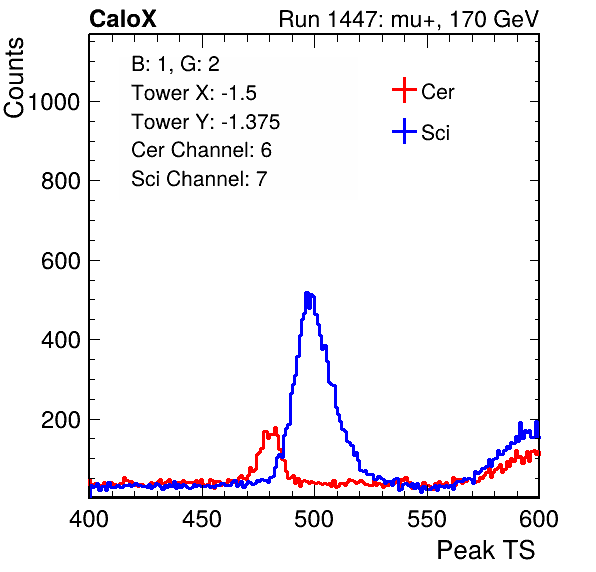 CaloX Run 1447: mu+, 170 GeV
Counts
B: 1, G: 2
Tower X: -1.5
Tower Y: -1.375
Cer Channel: 6
Sci Channel: 7
Cer
Sci
1000
800
600
400
200
400 450 500 550 600
Peak TS